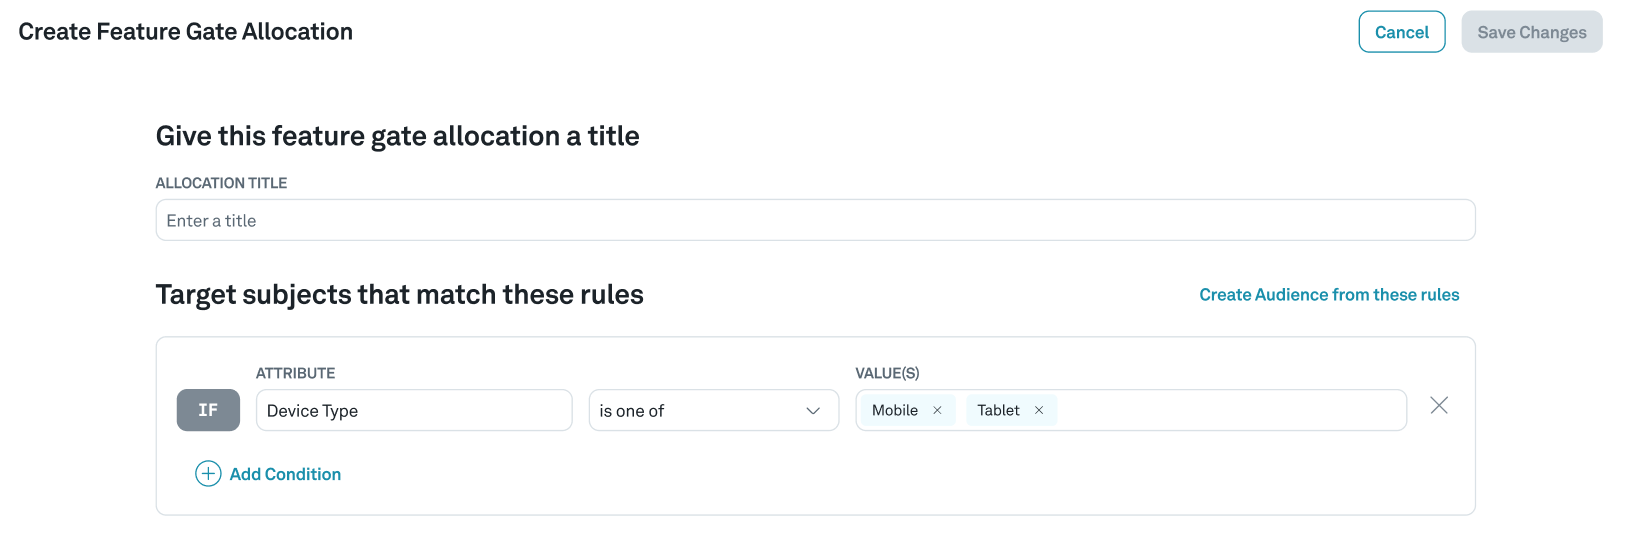 Create Feature Gate Allocation
Cancel
Save Changes
Give this feature gate allocation a title
ALLOCATION TITLE
Enter a title
Target subjects that match these rules
Create Audience from these rules
ATTRIBUTE
VALUE(S)
IF
Device Type
is one of
Mobile ×
Tablet ×
Add Condition